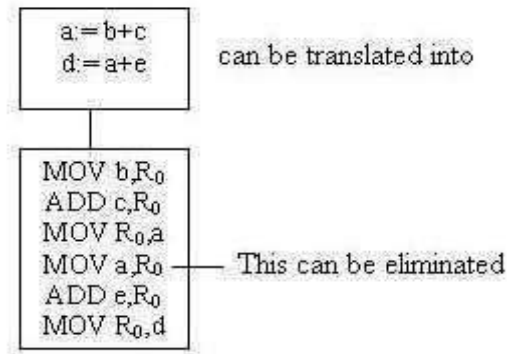 a:= b+c
d:= a+e
can be translated into
MOV b,R₀
ADD c,R₀
MOV R₀,a
MOV a,R₀
This can be eliminated
ADD e,R₀
MOV R₀,d